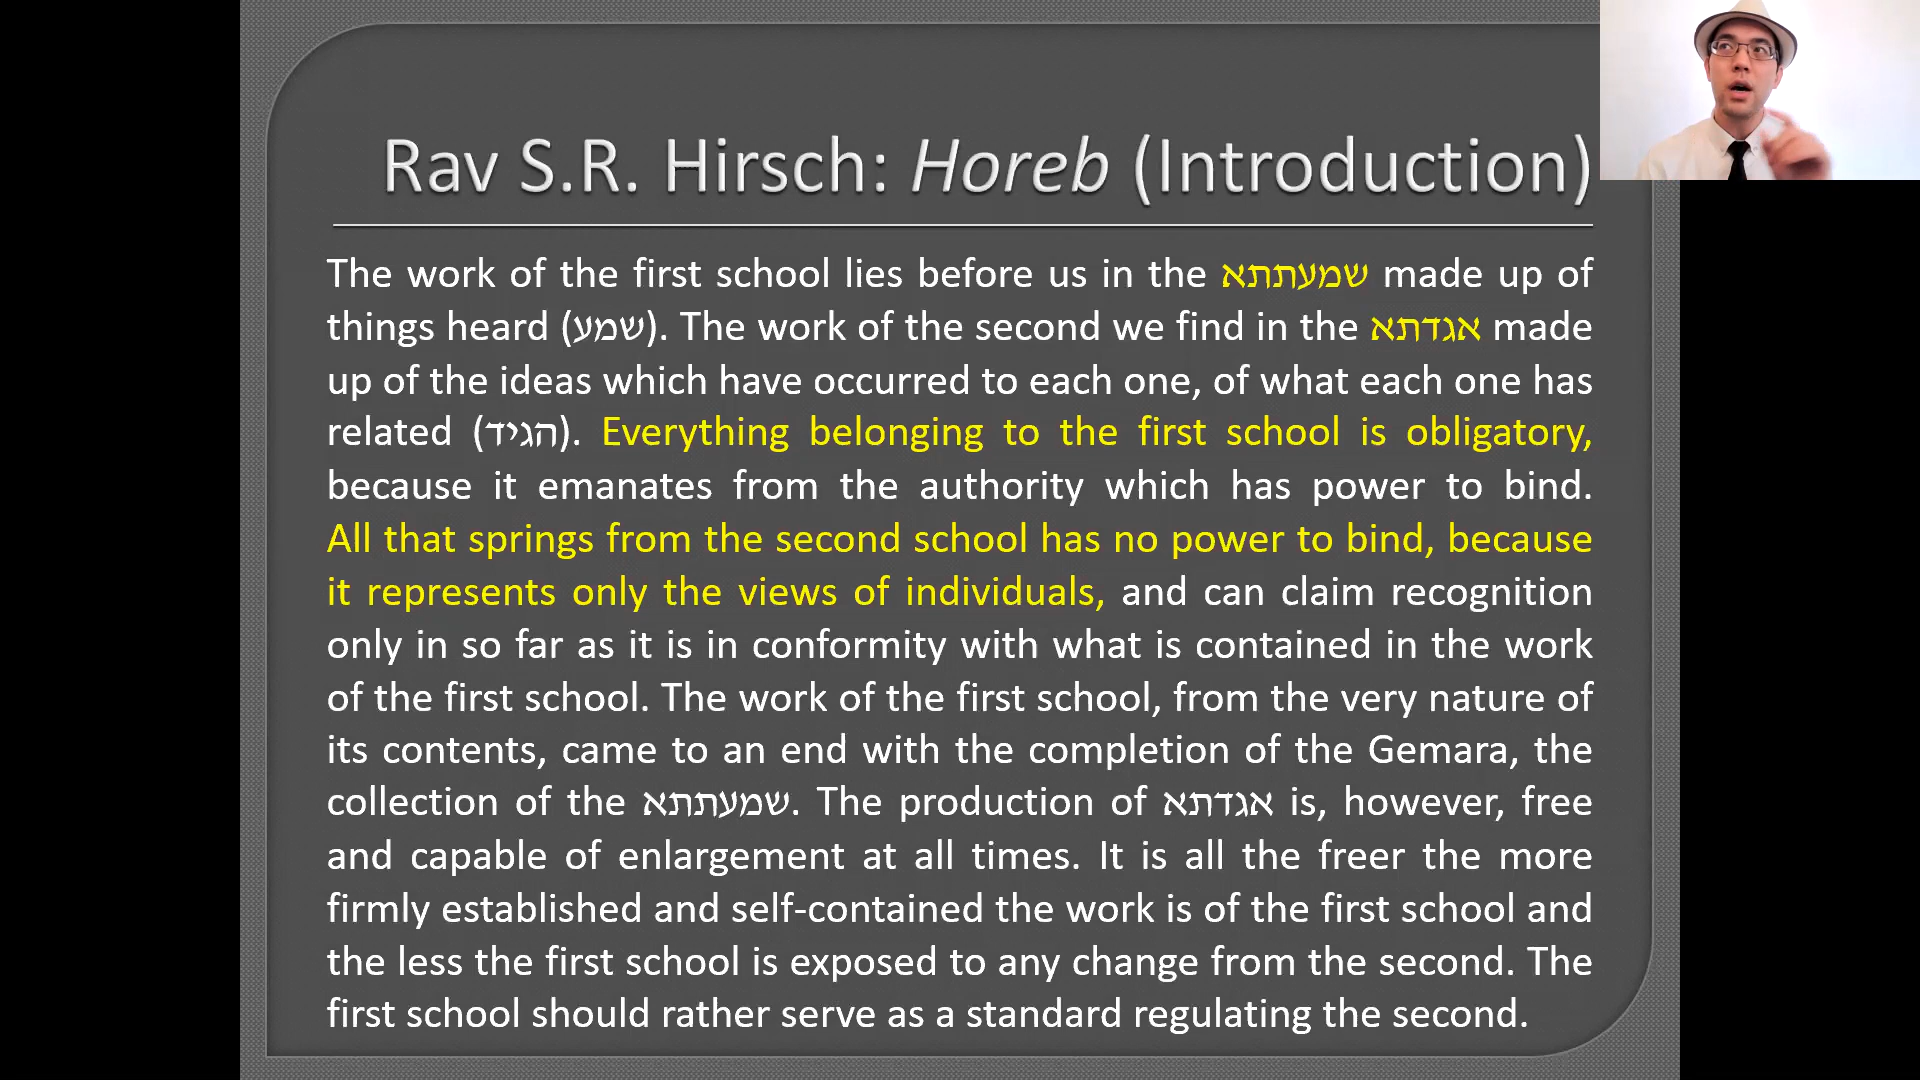 Rav S.R. Hirsch: Horeb (Introduction)
The work of the first school lies before us in the שמעתתא made up of
things heard (שמע). The work of the second we find in the אגדתא made
up of the ideas which have occurred to each one, of what each one has
related (הגיד). Everything belonging to the first school is obligatory,
because it emanates from the authority which has power to bind.
All that springs from the second school has no power to bind, because
it represents only the views of individuals, and can claim recognition
only in so far as it is in conformity with what is contained in the work
of the first school. The work of the first school, from the very nature of
its contents, came to an end with the completion of the Gemara, the
collection of the שמעתתא. The production of אגדתא is, however, free
and capable of enlargement at all times. It is all the freer the more
firmly established and self-contained the work is of the first school and
the less the first school is exposed to any change from the second. The
first school should rather serve as a standard regulating the second.